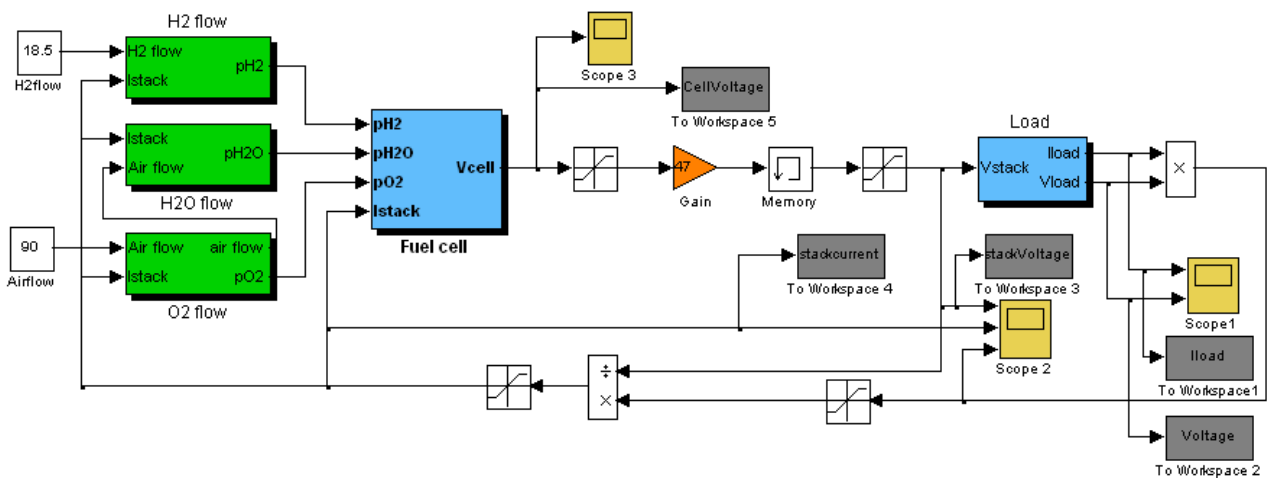 H2 flow
18.5
H2flow
H2 flow
Istack
pH2
Istack
Air flow
pH2O
H2O flow
90
Airflow
Air flow
Istack
air flow
pO2
O2 flow
pH2
pH2O
pO2
Istack
Vcell
Fuel cell
Scope 3
CellVoltage
To Workspace 5
47
Gain
Memory
Load
Vstack
Iload
Vload
×
stackcurrent
To Workspace 4
stackVoltage
To Workspace 3
Scope 2
Scope1
Iload
To Workspace1
Voltage
To Workspace 2
÷
×